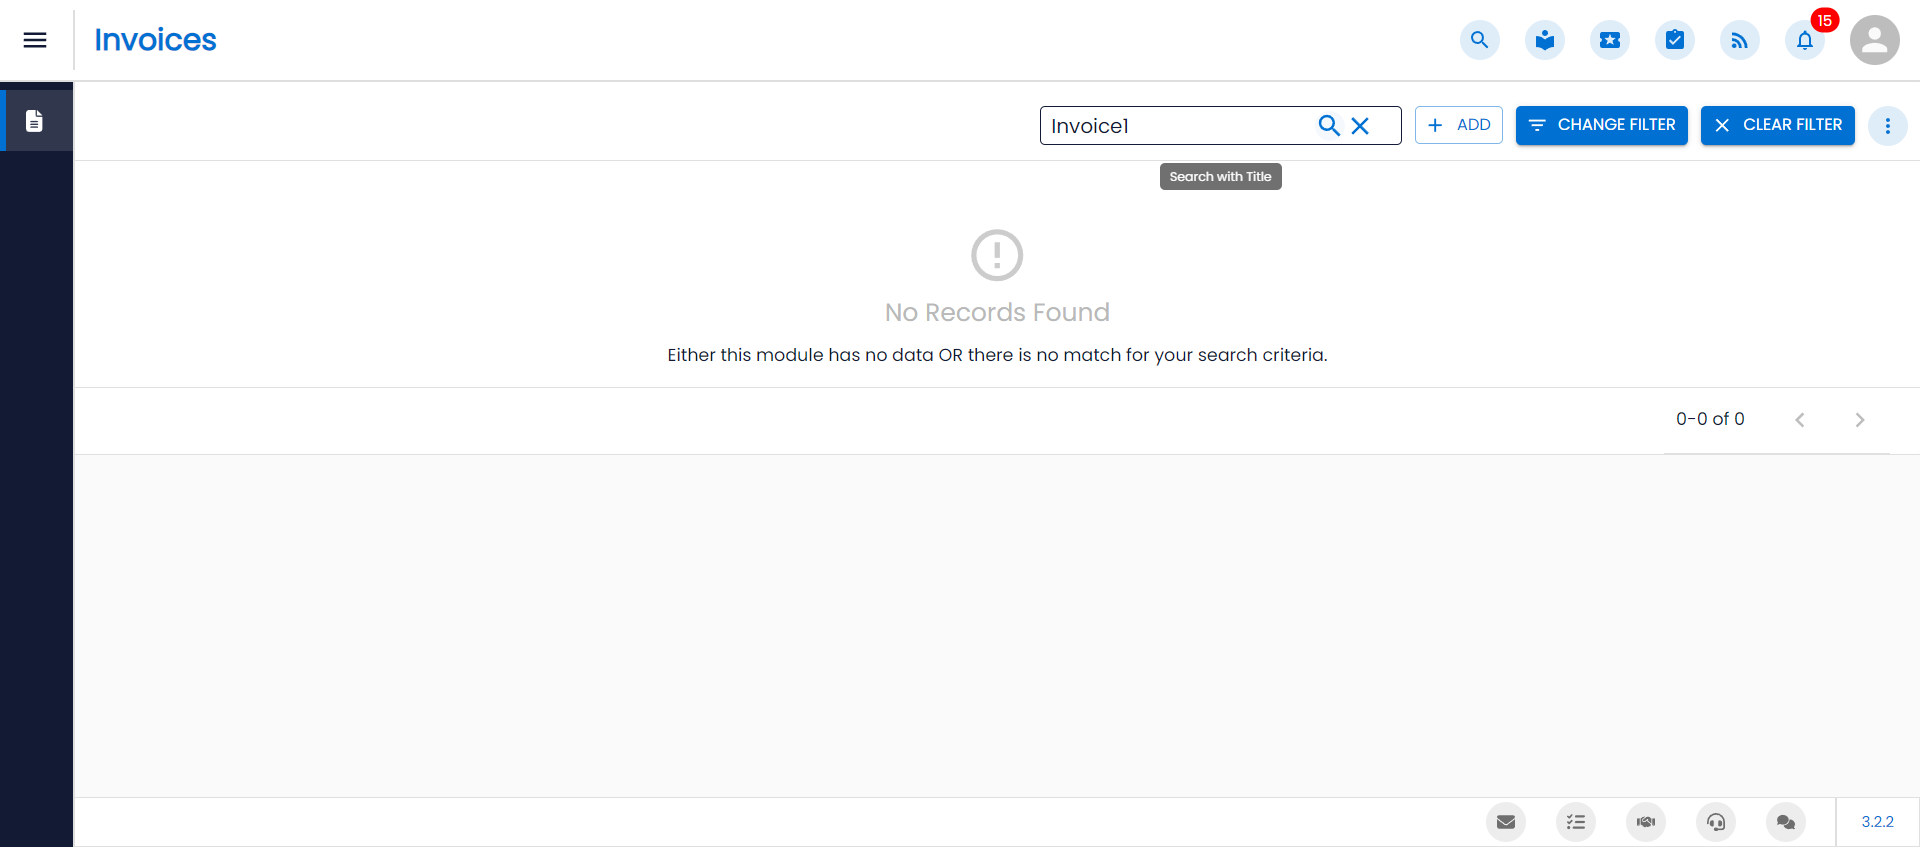 Invoices
15
Invoice1
ADD
CHANGE FILTER
CLEAR FILTER
Search with Title
No Records Found
Either this module has no data OR there is no match for your search criteria.
0-0 of 0
3.2.2